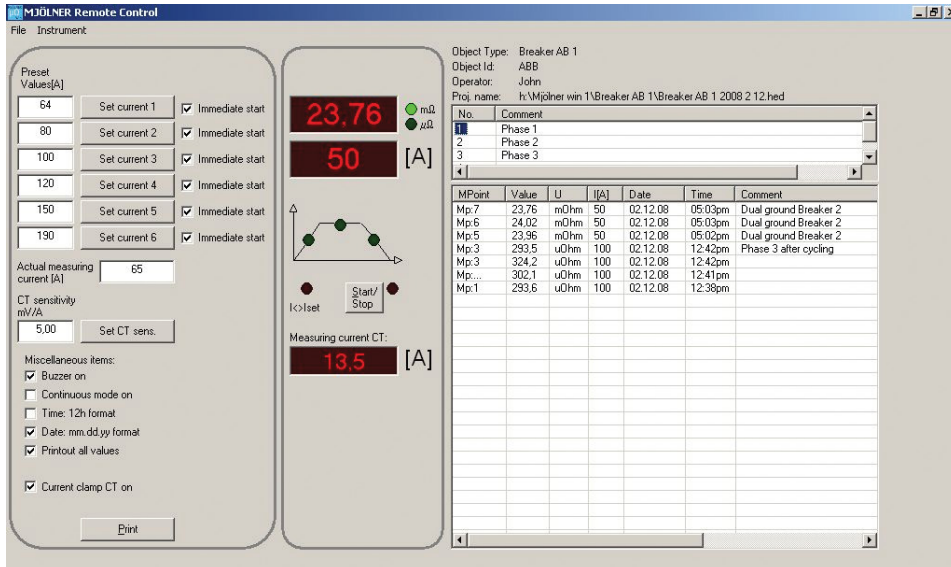 MJÖLNER Remote Control
File Instrument
Preset
Values[A]
64 Set current 1 Immediate start
80 Set current 2 Immediate start
100 Set current 3 Immediate start
120 Set current 4 Immediate start
150 Set current 5 Immediate start
190 Set current 6 Immediate start
Actual measuring
current [A] 65
CT sensitivity
mV/A
5,00 Set CT sens.
Miscellaneous items:
Buzzer on
Continuous mode on
Time: 12h format
Date: mm.dd.yy format
Printout all values
Current clamp CT on
Print
23,76 mΩ
µΩ
50 [A]
I<>Iset Start/
Stop
Measuring current CT:
13,5 [A]
Object Type: Breaker AB 1
Object Id: ABB
Operator: John
Proj. name: h:\Mjölner win 1\Breaker AB 1\Breaker AB 1 2008 2 12.hed
No. Comment
1 Phase 1
2 Phase 2
3 Phase 3
MPoint Value U I[A] Date Time Comment
Mp:7 23,76 mOhm 50 02.12.08 05:03pm Dual ground Breaker 2
Mp:6 24,02 mOhm 50 02.12.08 05:03pm Dual ground Breaker 2
Mp:5 23,96 mOhm 50 02.12.08 05:02pm Dual ground Breaker 2
Mp:3 293,5 uOhm 100 02.12.08 12:42pm Phase 3 after cycling
Mp:3 324,2 uOhm 100 02.12.08 12:42pm
Mp:... 302,1 uOhm 100 02.12.08 12:41pm
Mp:1 293,6 uOhm 100 02.12.08 12:38pm